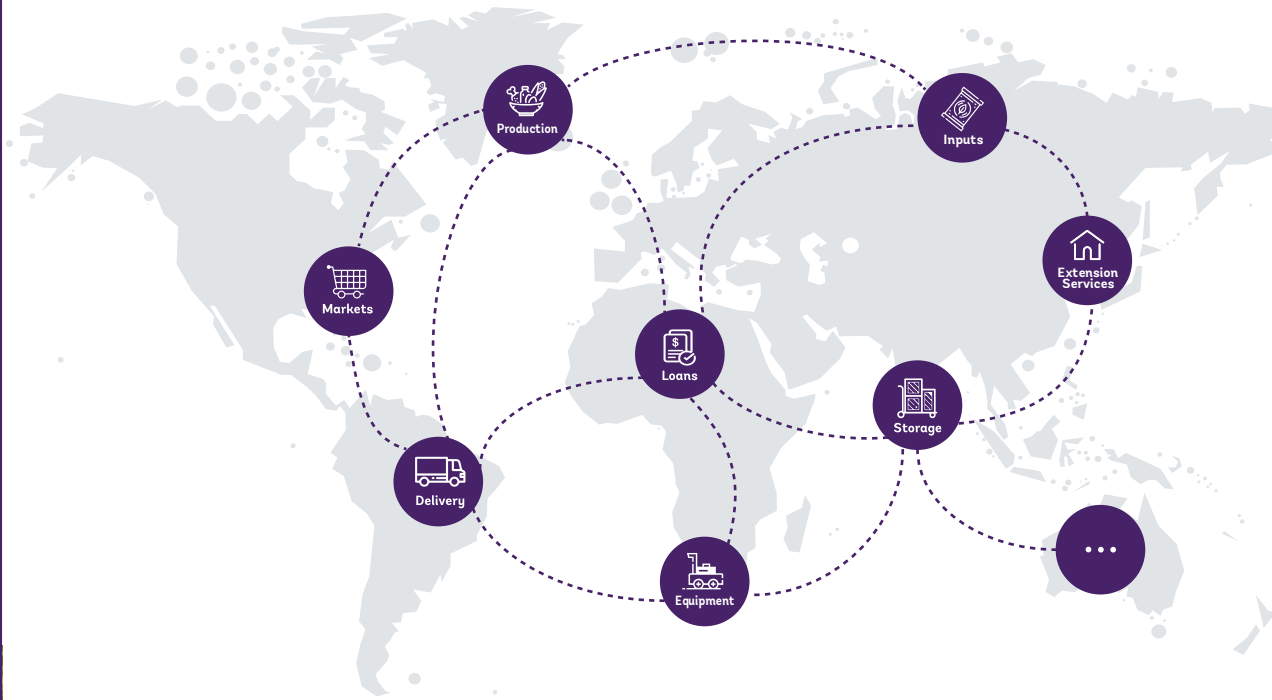 Production
Inputs
Extension
Services
Markets
$
Loans
Storage
Delivery
Equipment
...